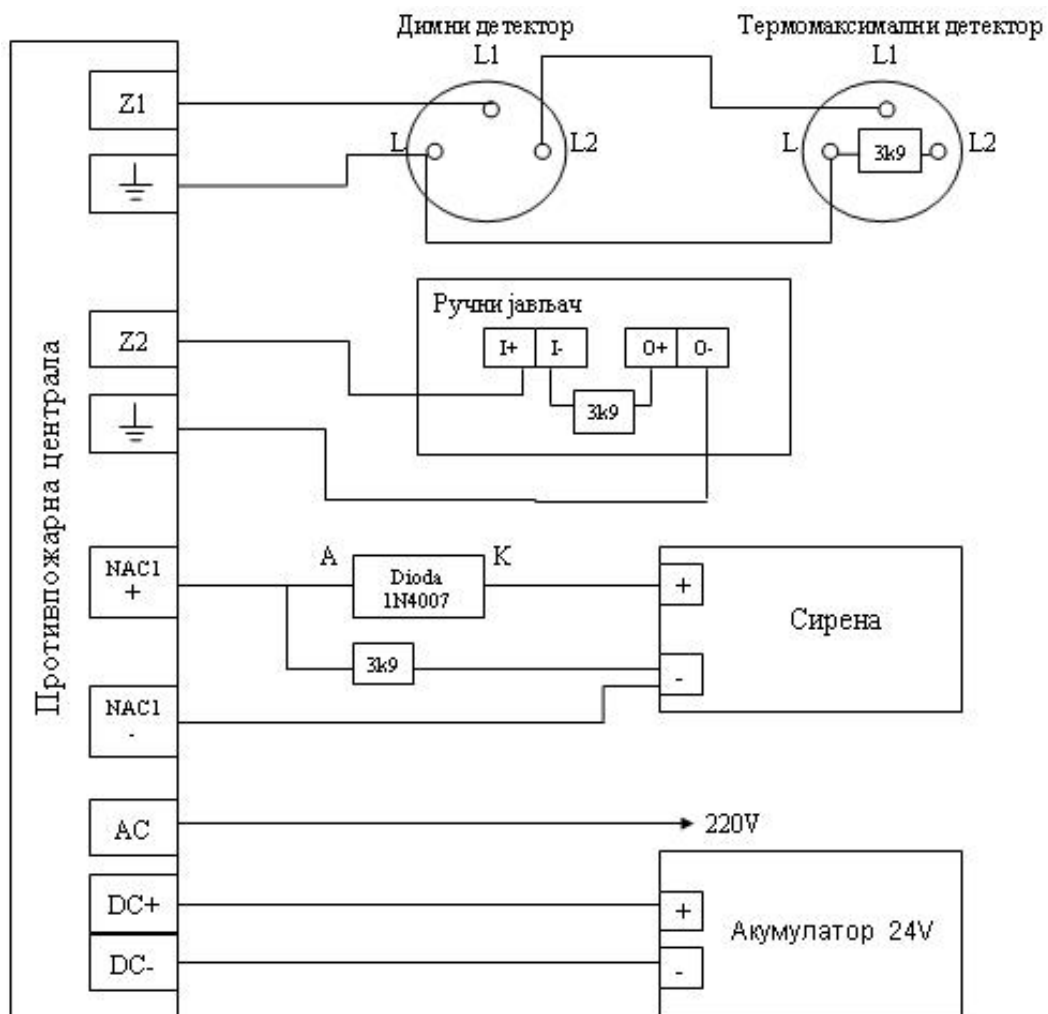 Димни детектор
Термомаксимални детектор
L1
L1
Z1
L
L2
L
3k9
L2
Ручни јављач
Z2
I+
I-
O+
O-
3k9
Противпожарна централа
NAC1
+
A
K
Dioda
1N4007
+
Сирена
3k9
-
NAC1
-
AC
220V
DC+
+
Акумулатор 24V
DC-
-